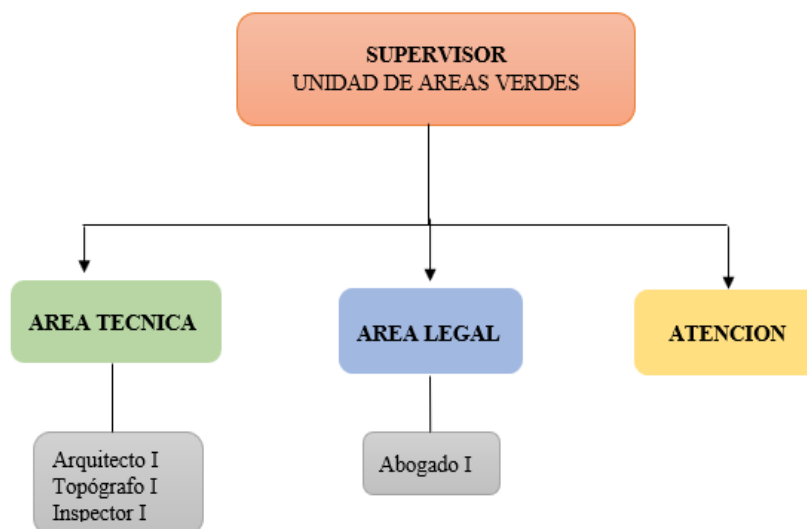 SUPERVISOR
UNIDAD DE AREAS VERDES
AREA TECNICA
AREA LEGAL
ATENCION
Arquitecto I
Topógrafo I
Inspector I
Abogado I